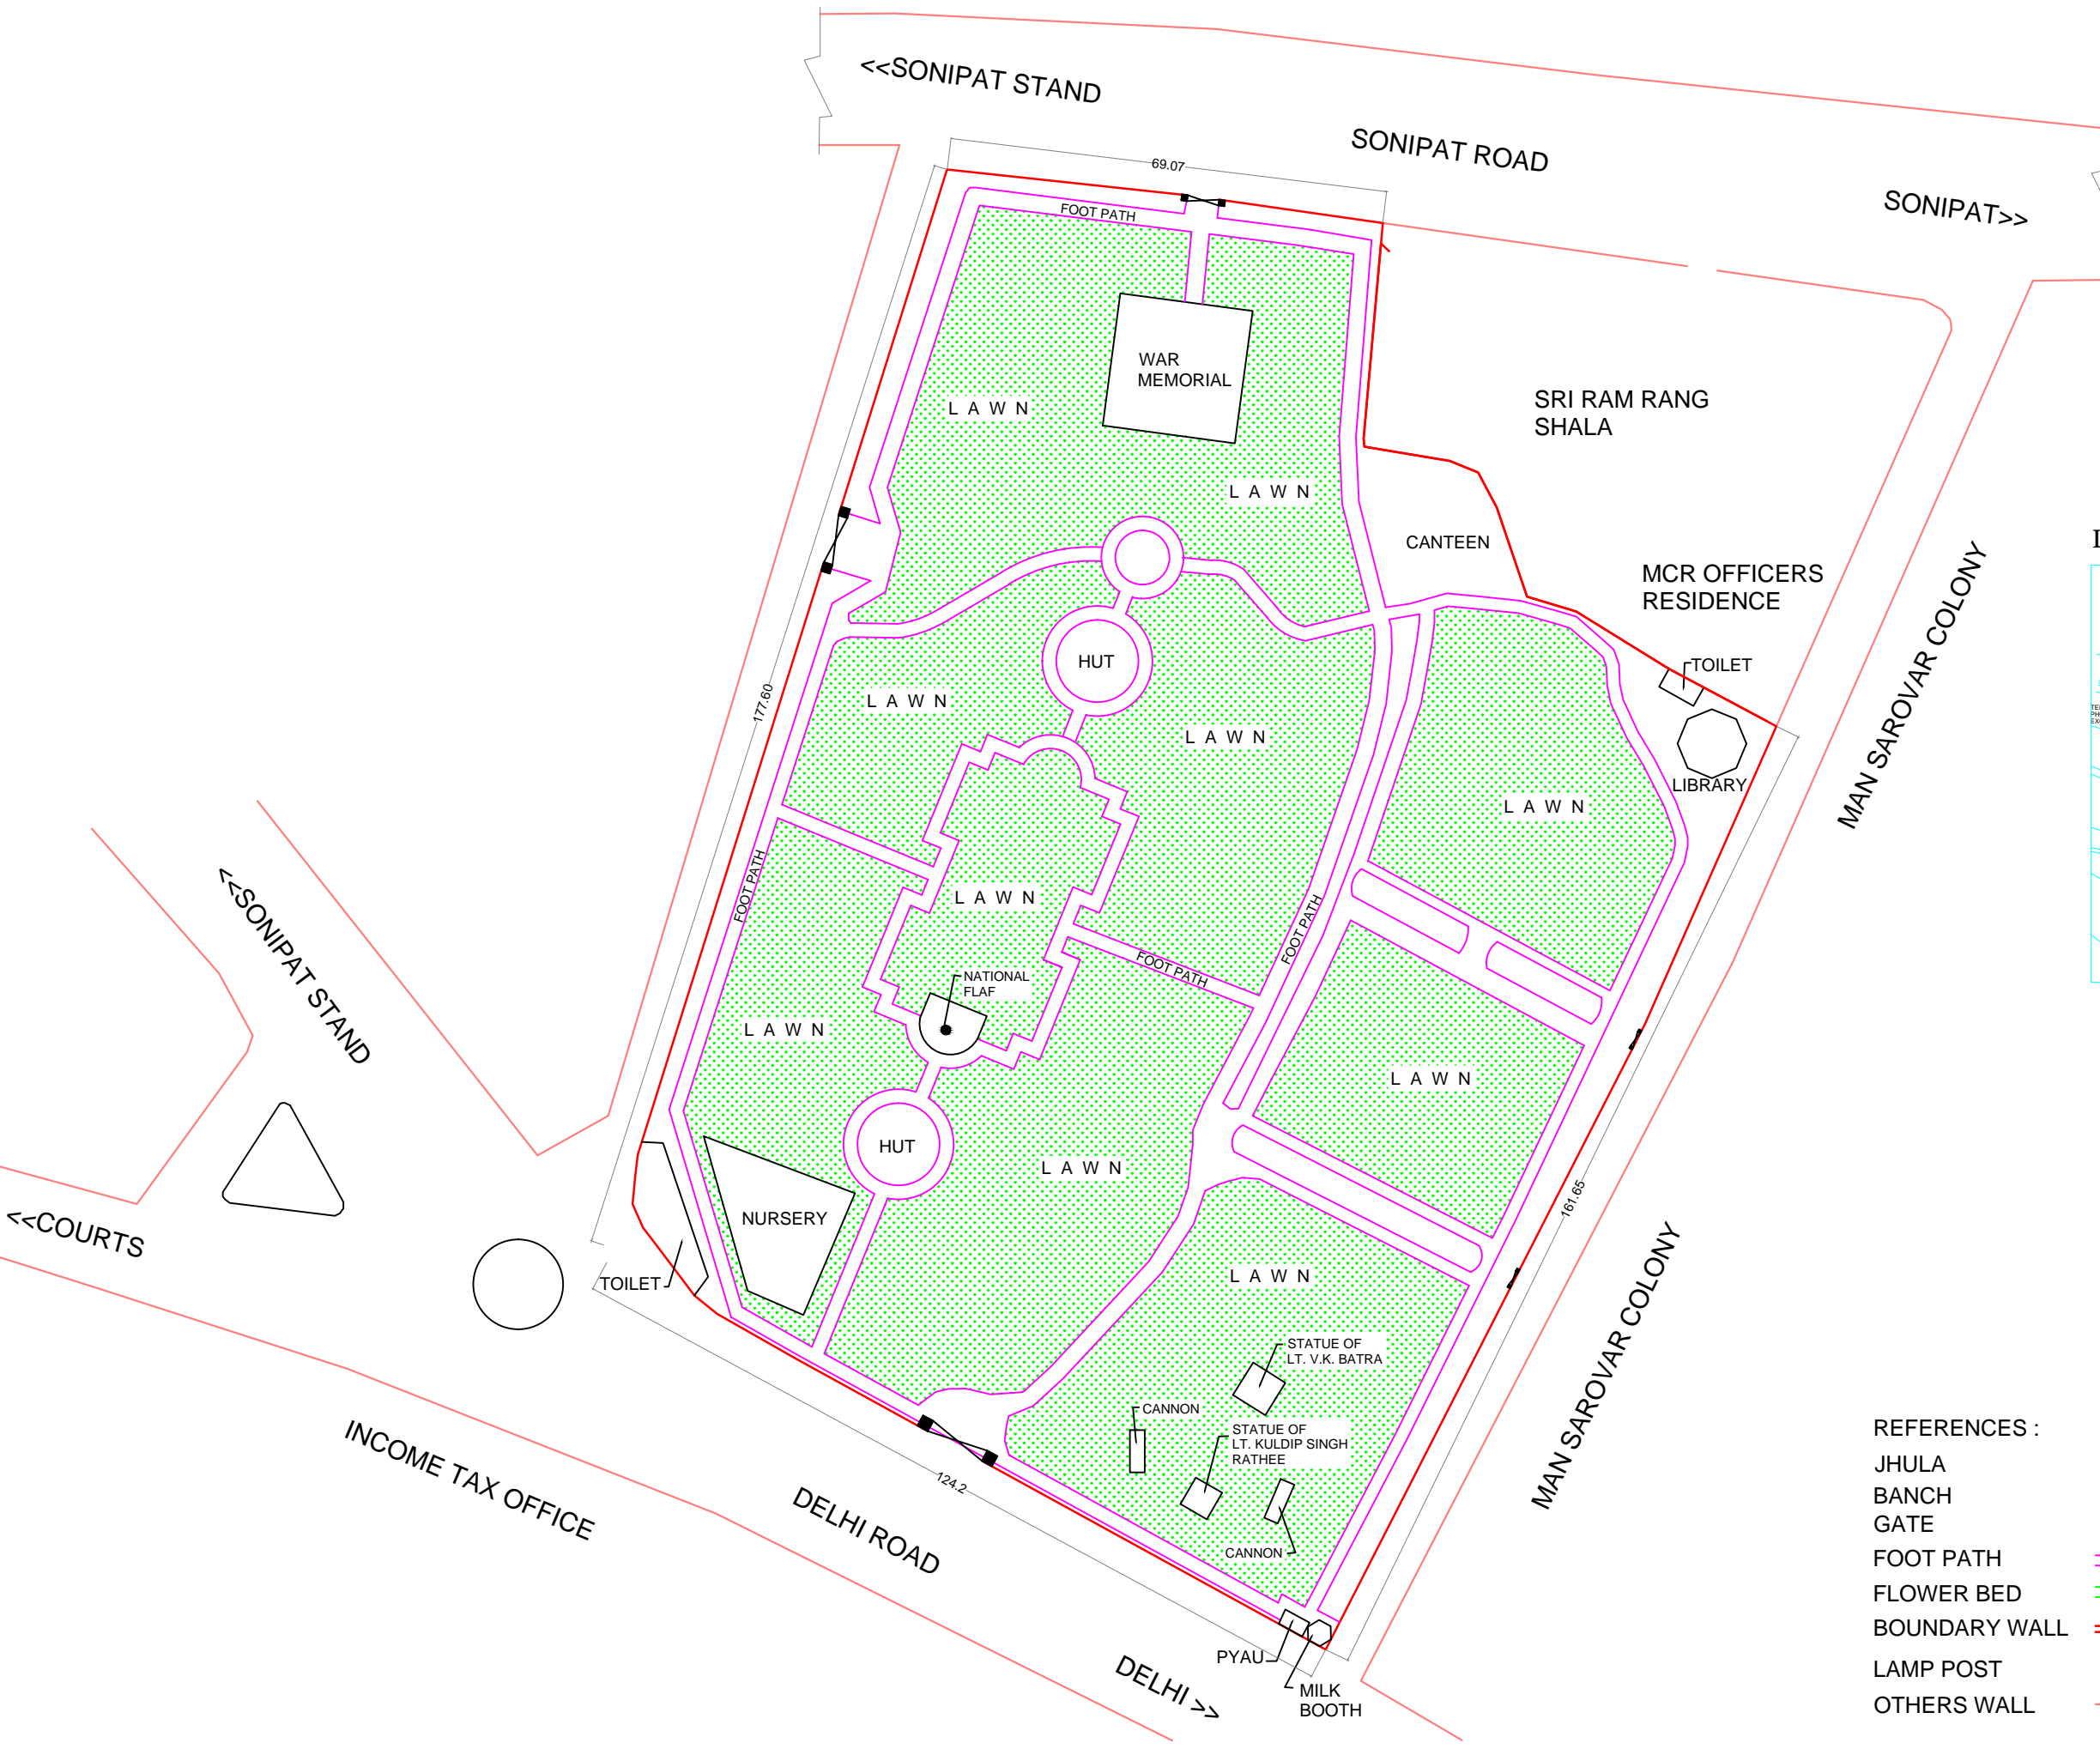 <<SONIPAT STAND
SONIPAT ROAD
SONIPAT>>
69.07
FOOT PATH
WAR
MEMORIAL
L A W N
SRI RAM RANG
SHALA
L A W N
CANTEEN
MCR OFFICERS
RESIDENCE
MAN SAROVAR COLONY
HUT
TOILET
177.60
L A W N
L A W N
LIBRARY
L A W N
FOOT PATH
L A W N
FOOT PATH
FOOT PATH
<<SONIPAT STAND
NATIONAL
FLAF
L A W N
L A W N
HUT
L A W N
161.65
NURSERY
<<COURTS
TOILET
L A W N
STATUE OF
LT. V.K. BATRA
CANNON
STATUE OF
LT. KULDIP SINGH
RATHEE
MAN SAROVAR COLONY
INCOME TAX OFFICE
124.2
DELHI ROAD
CANNON
PYAU
DELHI >>
MILK
BOOTH
REFERENCES :
JHULA
BANCH
GATE
FOOT PATH
FLOWER BED
BOUNDARY WALL
LAMP POST
OTHERS WALL